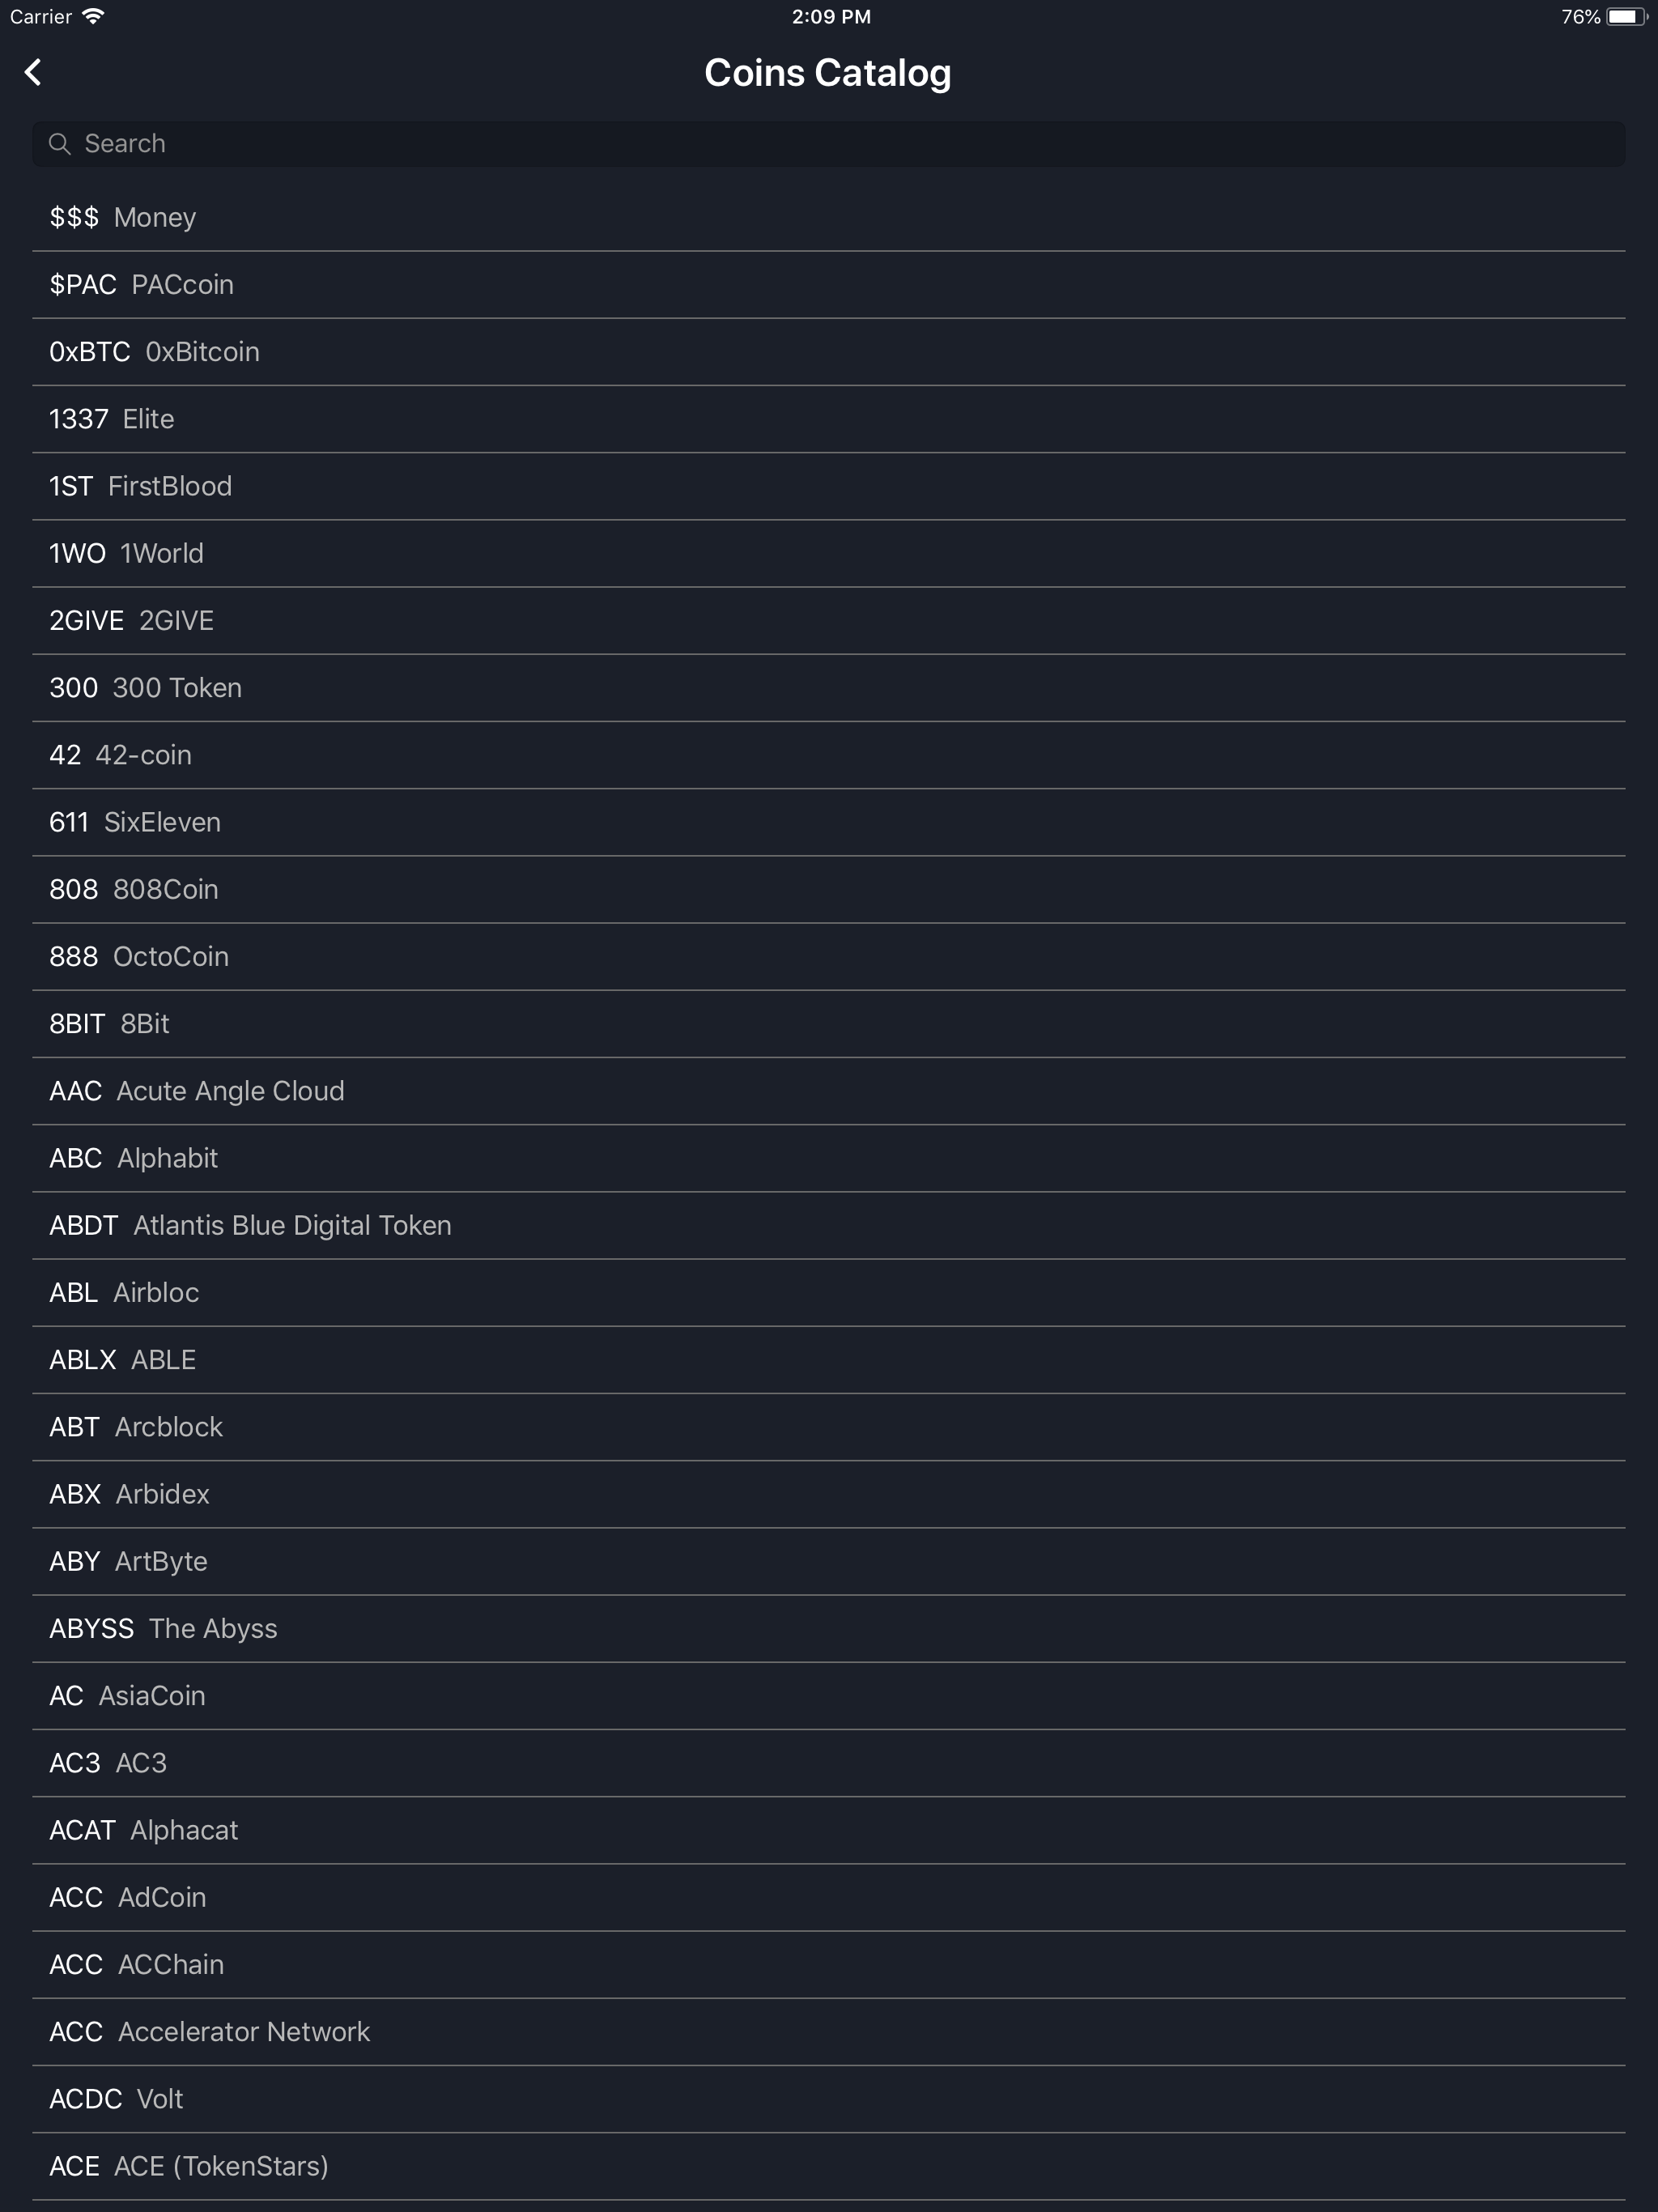 Carrier 2:09 PM 76%
Coins Catalog
Search
$$$ Money
$PAC PACcoin
0xBTC 0xBitcoin
1337 Elite
1ST FirstBlood
1WO 1World
2GIVE 2GIVE
300 300 Token
42 42-coin
611 SixEleven
808 808Coin
888 OctoCoin
8BIT 8Bit
AAC Acute Angle Cloud
ABC Alphabit
ABDT Atlantis Blue Digital Token
ABL Airbloc
ABLX ABLE
ABT Arcblock
ABX Arbidex
ABY ArtByte
ABYSS The Abyss
AC AsiaCoin
AC3 AC3
ACAT Alphacat
ACC AdCoin
ACC ACChain
ACC Accelerator Network
ACDC Volt
ACE ACE (TokenStars)